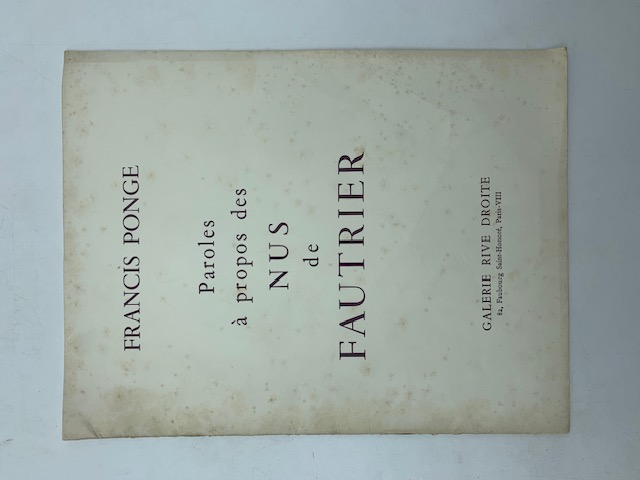 FRANCIS PONGE
Paroles
à propos des
NUS
de
FAUTRIER
GALERIE RIVE DROITE
82, Faubourg Saint-Honoré, Paris-VIII